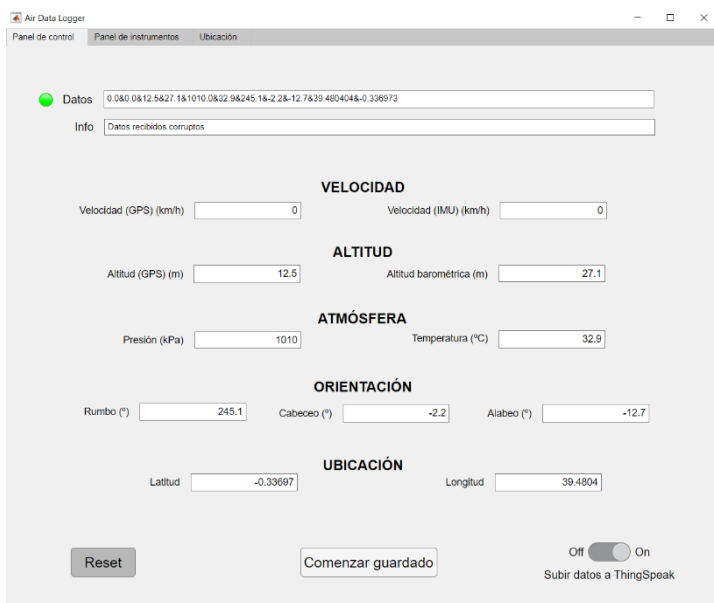 Air Data Logger
Panel de control Panel de instrumentos Ubicación
Datos 0.0&0.0&12.5&27.1&1010.0&32.9&245.1&-2.2&-12.7&39.480404&-0.336973
Info Datos recibidos corruptos
VELOCIDAD
Velocidad (GPS) (km/h) 0 Velocidad (IMU) (km/h) 0
ALTITUD
Altitud (GPS) (m) 12.5 Altitud barométrica (m) 27.1
ATMÓSFERA
Presión (kPa) 1010 Temperatura (ºC) 32.9
ORIENTACIÓN
Rumbo (º) 245.1 Cabeceo (º) -2.2 Alabeo (º) -12.7
UBICACIÓN
Latitud -0.33697 Longitud 39.4804
Reset Comenzar guardado Off On
Subir datos a ThingSpeak